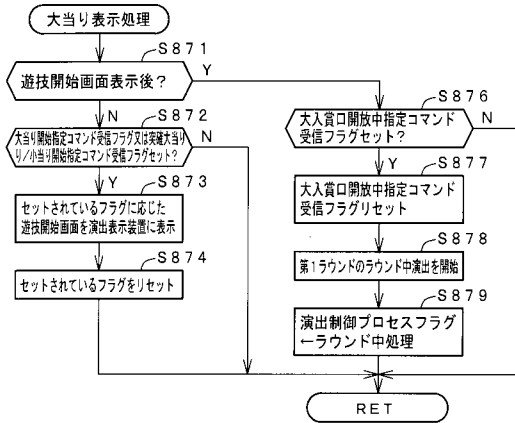 大当り表示処理
S871
遊技開始画面表示後?
Y
N
S872
大当り開始指定コマンド受信フラグ又は突確大当り
り/小当り開始指定コマンド受信フラグセット?
N
Y
S873
セットされているフラグに応じた
遊技開始画面を演出表示装置に表示
S874
セットされているフラグをリセット
S876
大入賞口開放中指定コマンド
受信フラグセット?
N
Y
S877
大入賞口開放中指定コマンド
受信フラグリセット
S878
第1ラウンドのラウンド中演出を開始
S879
演出制御プロセスフラグ
←ラウンド中処理
RET